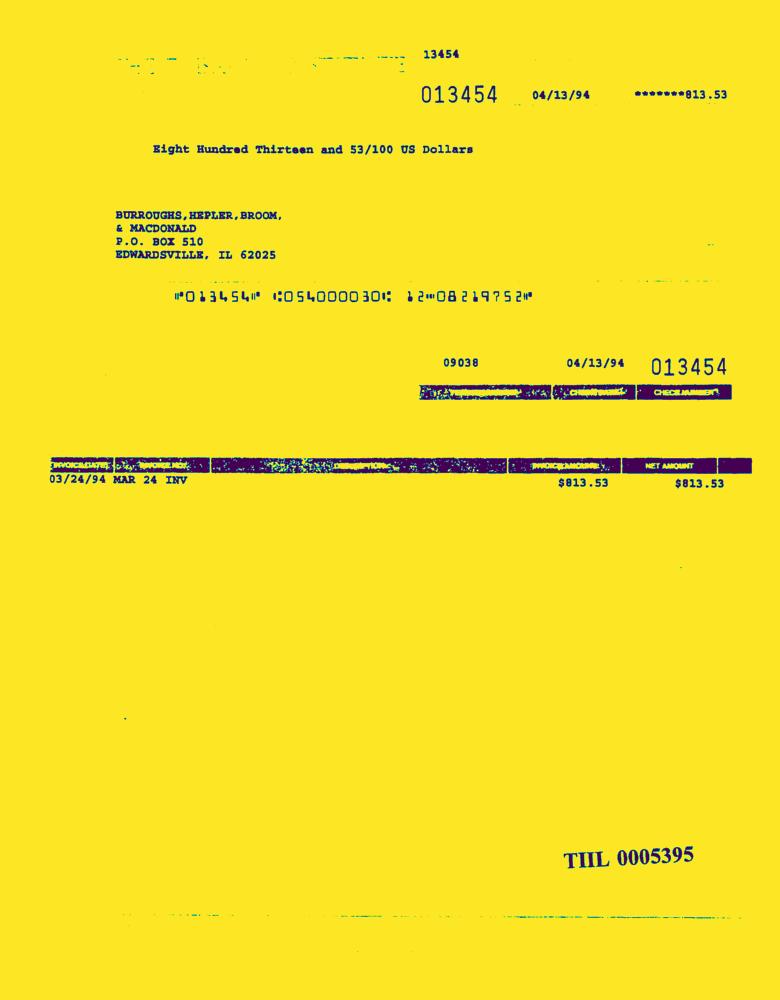 13454
013454 04/13/94 *******813.53
Eight Hundred Thirteen and 53/100 US Dollars
BURROUGHS,HEPLER,BROOM,
& MACDONALD
P.O. BOX 510
EDWARDSVILLE, IL 62025
⑈013454⑈ ⑆054000030⑆ 12⑉08219752⑈
09038 04/13/94 013454
CHECK NUMBER
INVOICE DATE INVOICE NO. DESCRIPTION INVOICE AMOUNT NET AMOUNT
03/24/94 MAR 24 INV $813.53 $813.53
TIIL 0005395